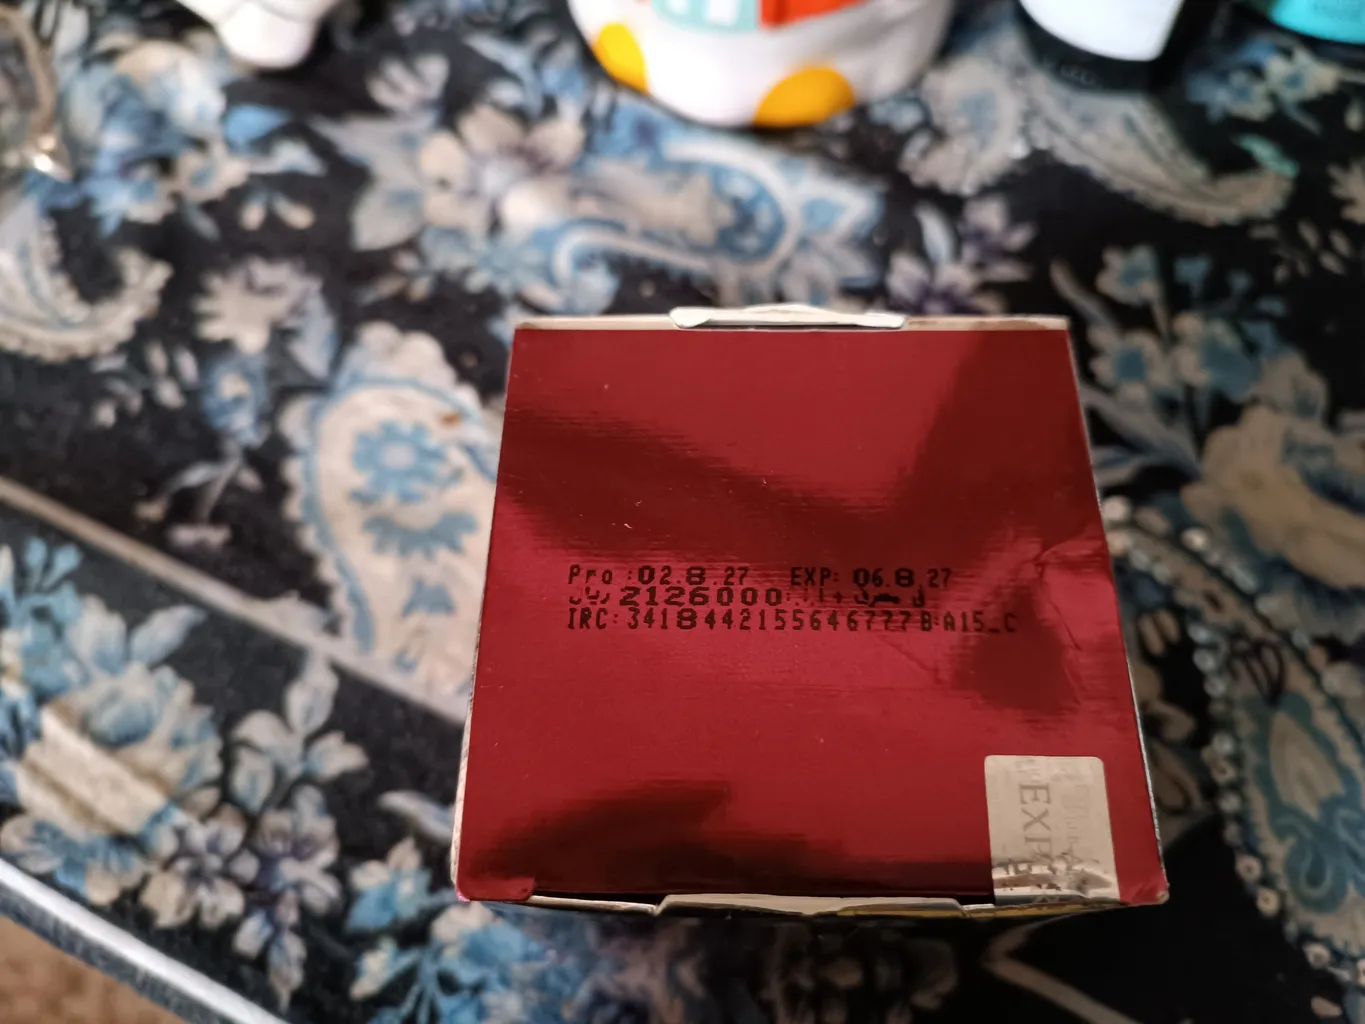 Pro :02.8.27 EXP: 06.8.27
2126000
IRC: 3418442155646777 B:A15_C
EXP